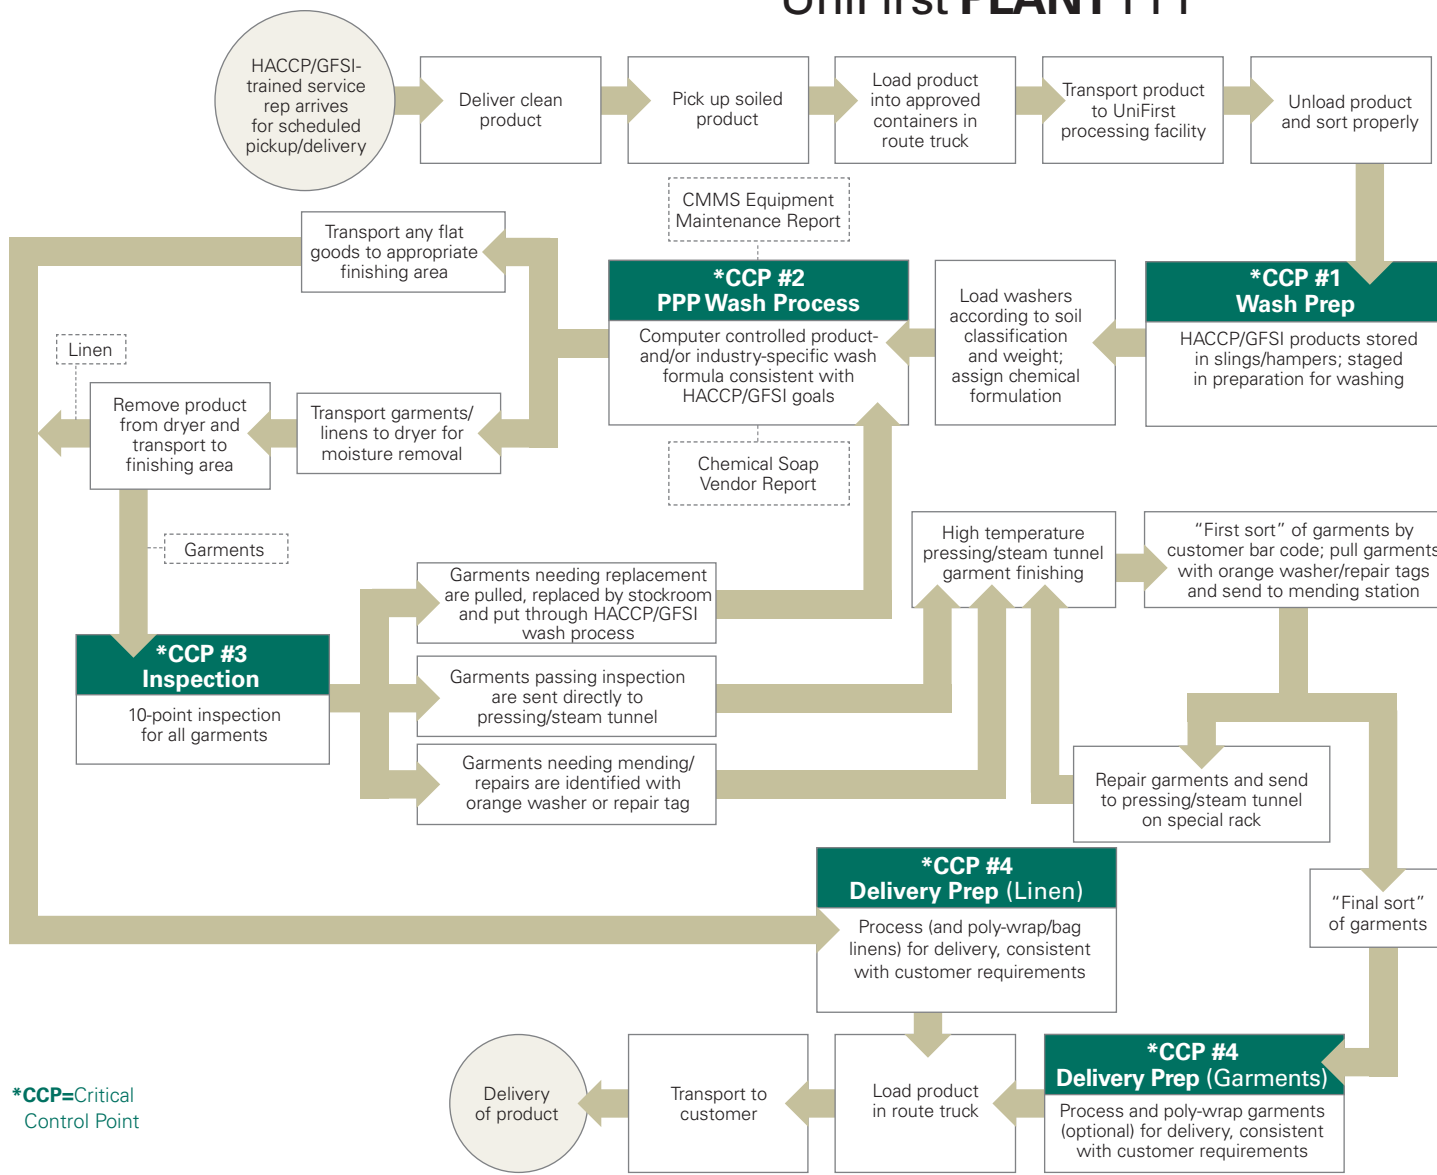 UniFirst PLANT
HACCP/GFSI-
trained service
rep arrives
for scheduled
pickup/delivery
Deliver clean
product
Pick up soiled
product
Load product
into approved
containers in
route truck
Transport product
to UniFirst
processing facility
Unload product
and sort properly
CMMS Equipment
Maintenance Report
Transport any flat
goods to appropriate
finishing area
*CCP #2
PPP Wash Process
Computer controlled product-
and/or industry-specific wash
formula consistent with
HACCP/GFSI goals
Load washers
according to soil
classification
and weight;
assign chemical
formulation
*CCP #1
Wash Prep
HACCP/GFSI products stored
in slings/hampers; staged
in preparation for washing
Linen
Remove product
from dryer and
transport to
finishing area
Transport garments/
linens to dryer for
moisture removal
Chemical Soap
Vendor Report
Garments
High temperature
pressing/steam tunnel
garment finishing
“First sort” of garments by
customer bar code; pull garments
with orange washer/repair tags
and send to mending station
Garments needing replacement
are pulled, replaced by stockroom
and put through HACCP/GFSI
wash process
*CCP #3
Inspection
10-point inspection
for all garments
Garments passing inspection
are sent directly to
pressing/steam tunnel
Garments needing mending/
repairs are identified with
orange washer or repair tag
Repair garments and send
to pressing/steam tunnel
on special rack
*CCP #4
Delivery Prep (Linen)
Process (and poly-wrap/bag
linens) for delivery, consistent
with customer requirements
“Final sort”
of garments
*CCP #4
Delivery Prep (Garments)
Process and poly-wrap garments
(optional) for delivery, consistent
with customer requirements
Load product
in route truck
Transport to
customer
Delivery
of product
*CCP=Critical
Control Point